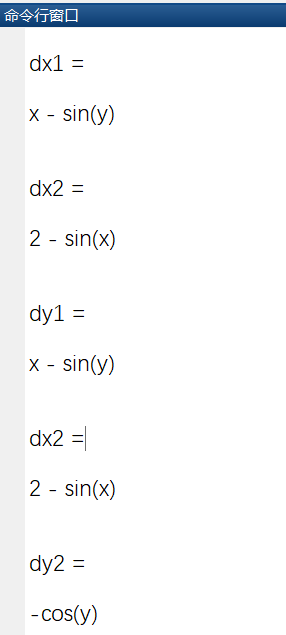 命令行窗口
dx1 =
x - sin(y)
dx2 =
2 - sin(x)
dy1 =
x - sin(y)
dx2 =
2 - sin(x)
dy2 =
-cos(y)